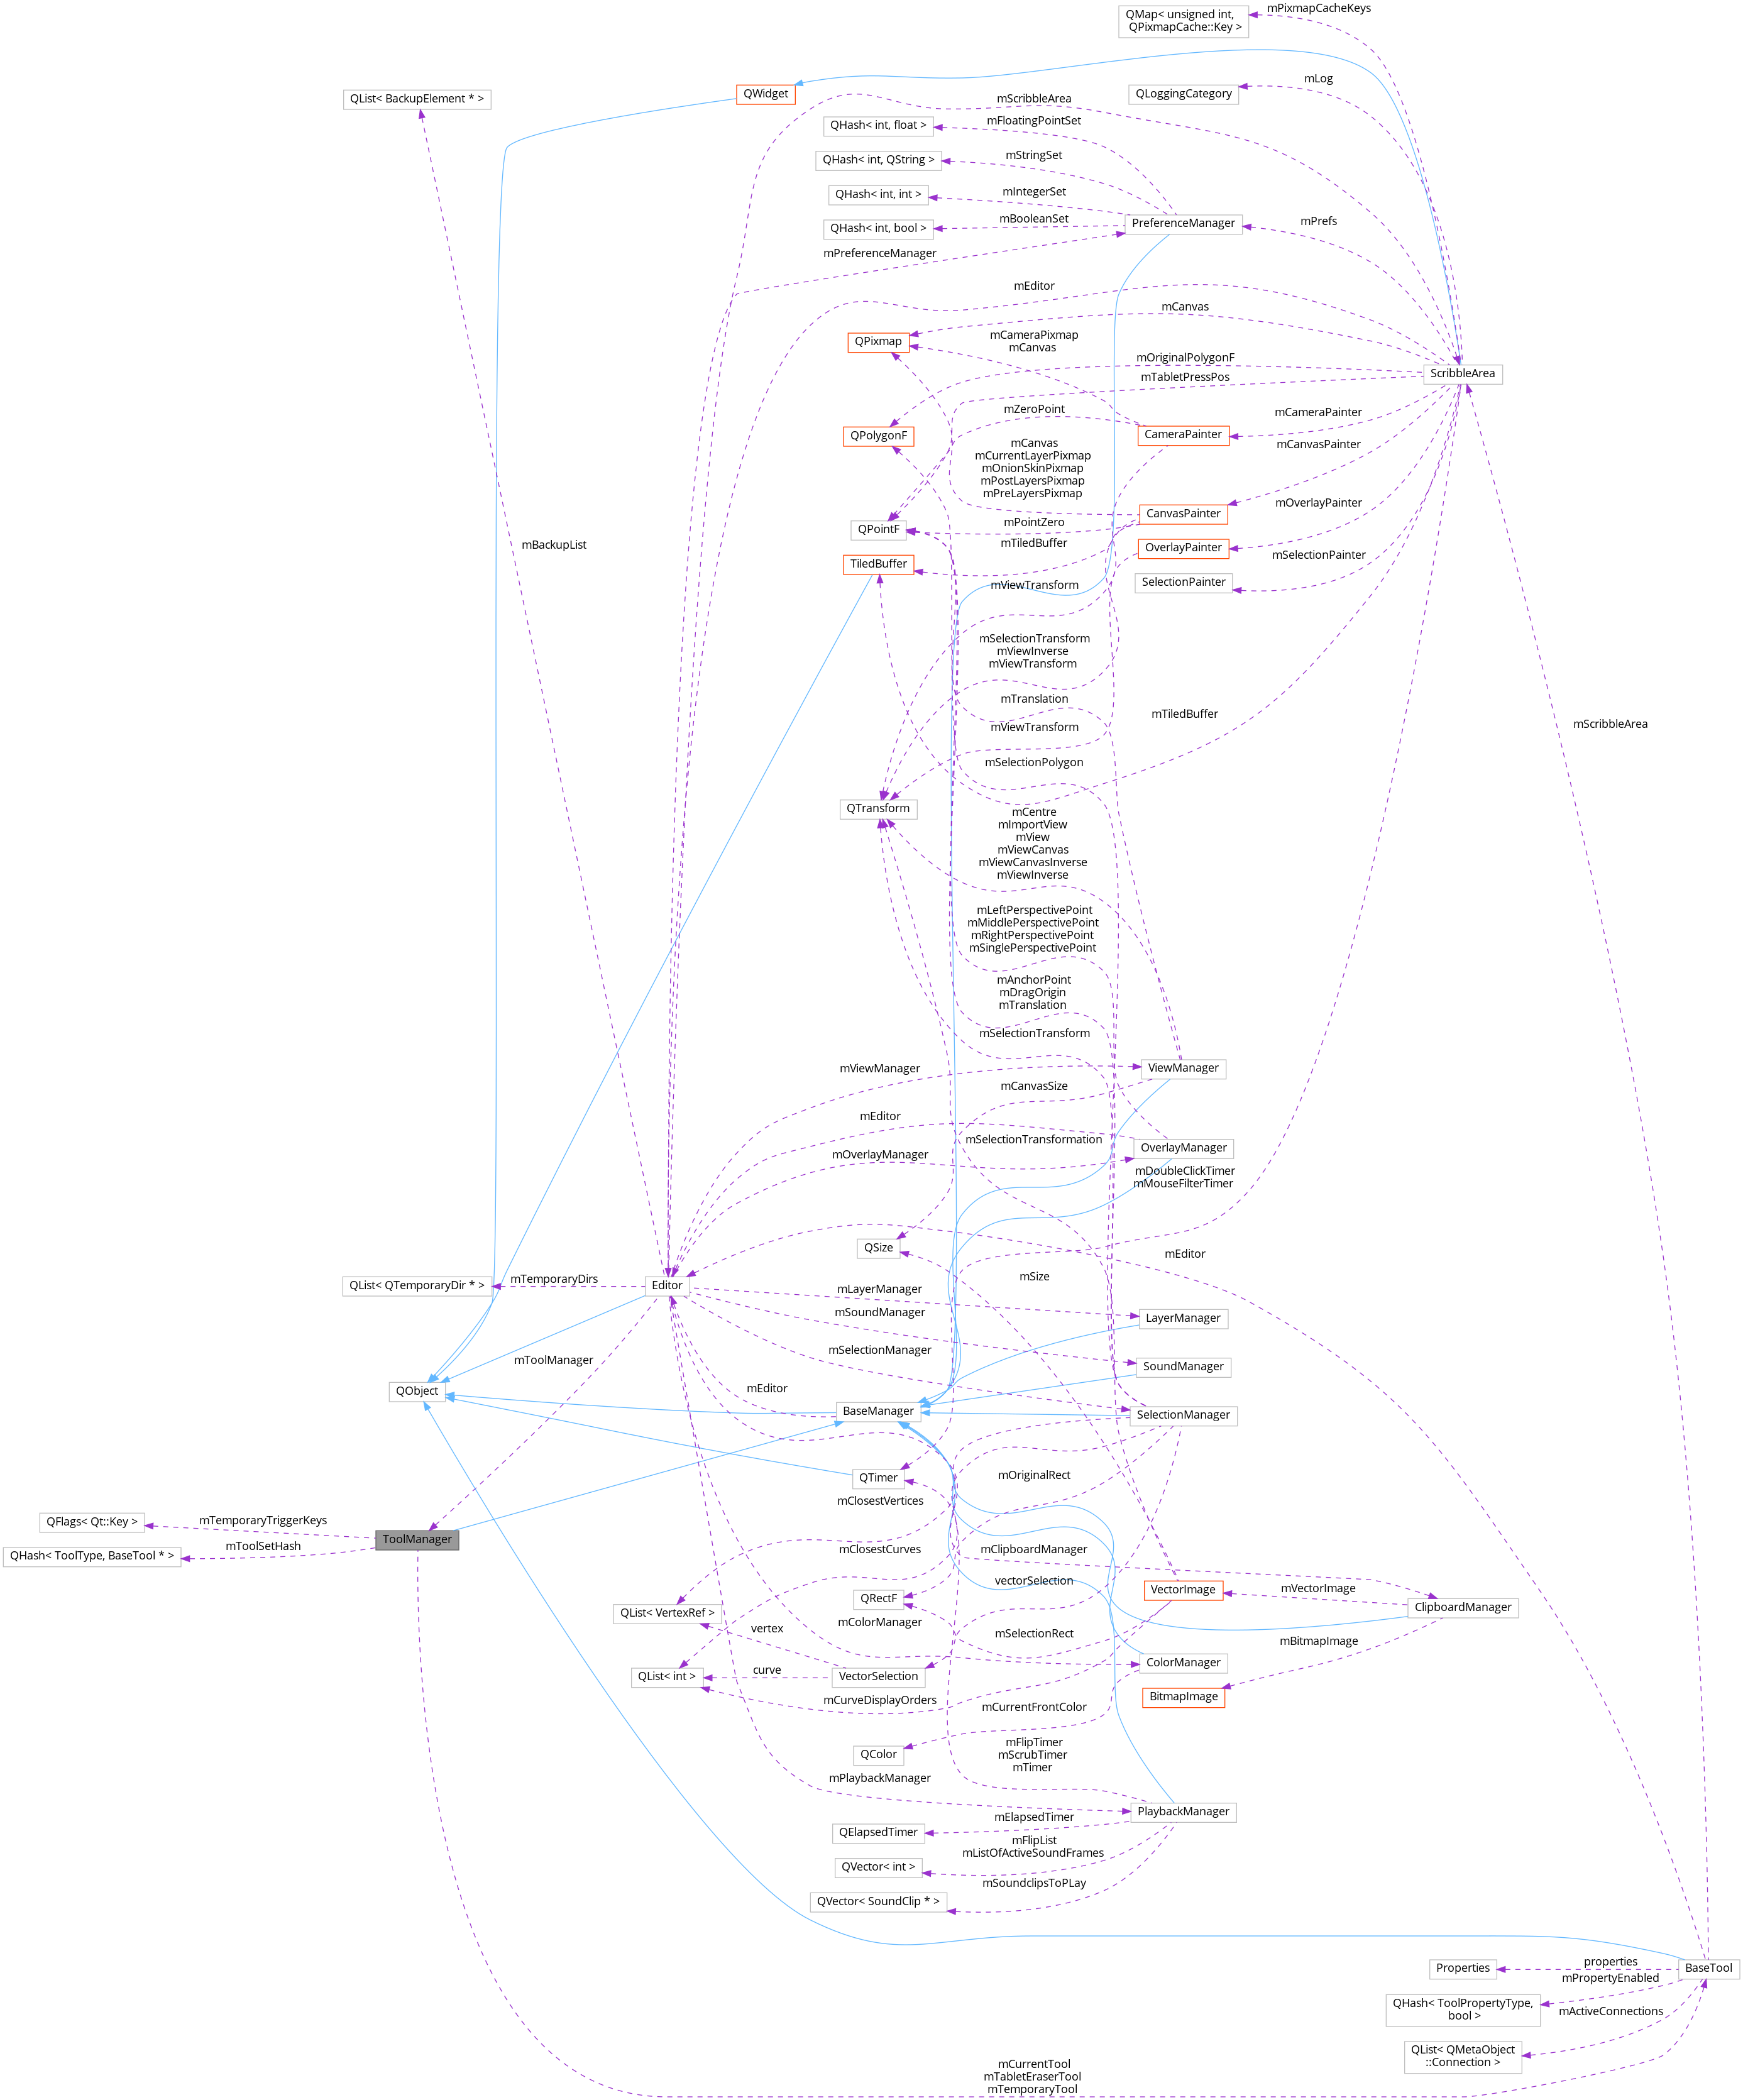 QMap< unsigned int,
QPixmapCache::Key >
mPixmapCacheKeys
mLog
QLoggingCategory
QWidget
QList< BackupElement * >
mScribbleArea
QHash< int, float >
mFloatingPointSet
QHash< int, QString >
mStringSet
QHash< int, int >
mIntegerSet
QHash< int, bool >
mBooleanSet
PreferenceManager
mPrefs
mPreferenceManager
mEditor
mCanvas
QPixmap
mCameraPixmap
mCanvas
mOriginalPolygonF
mTabletPressPos
ScribbleArea
mZeroPoint
mCameraPainter
QPolygonF
CameraPainter
mCanvas
mCurrentLayerPixmap
mOnionSkinPixmap
mPostLayersPixmap
mPreLayersPixmap
mCanvasPainter
mOverlayPainter
CanvasPainter
QPointF
mPointZero
mTiledBuffer
mBackupList
OverlayPainter
mSelectionPainter
TiledBuffer
SelectionPainter
mViewTransform
mSelectionTransform
mViewInverse
mViewTransform
mTranslation
mViewTransform
mTiledBuffer
mScribbleArea
mSelectionPolygon
QTransform
mCentre
mImportView
mView
mViewCanvas
mViewCanvasInverse
mViewInverse
mLeftPerspectivePoint
mMiddlePerspectivePoint
mRightPerspectivePoint
mSinglePerspectivePoint
mAnchorPoint
mDragOrigin
mTranslation
mSelectionTransform
mViewManager
ViewManager
mCanvasSize
mEditor
mSelectionTransformation
OverlayManager
mOverlayManager
mDoubleClickTimer
mMouseFilterTimer
QSize
mEditor
mSize
QList< QTemporaryDir * >
mTemporaryDirs
Editor
mLayerManager
mSoundManager
LayerManager
mSelectionManager
mToolManager
SoundManager
QObject
mEditor
BaseManager
SelectionManager
QTimer
mOriginalRect
mClosestVertices
QFlags< Qt::Key >
mTemporaryTriggerKeys
ToolManager
mToolSetHash
QHash< ToolType, BaseTool * >
mClosestCurves
mClipboardManager
vectorSelection
VectorImage
mVectorImage
QRectF
QList< VertexRef >
ClipboardManager
mColorManager
vertex
mSelectionRect
mBitmapImage
ColorManager
QList< int >
curve
VectorSelection
mCurveDisplayOrders
BitmapImage
mCurrentFrontColor
QColor
mFlipTimer
mScrubTimer
mTimer
mPlaybackManager
PlaybackManager
mElapsedTimer
QElapsedTimer
mFlipList
mListOfActiveSoundFrames
QVector< int >
mSoundclipsToPLay
QVector< SoundClip * >
properties
Properties
BaseTool
mPropertyEnabled
QHash< ToolPropertyType,
bool >
mActiveConnections
QList< QMetaObject
::Connection >
mCurrentTool
mTabletEraserTool
mTemporaryTool